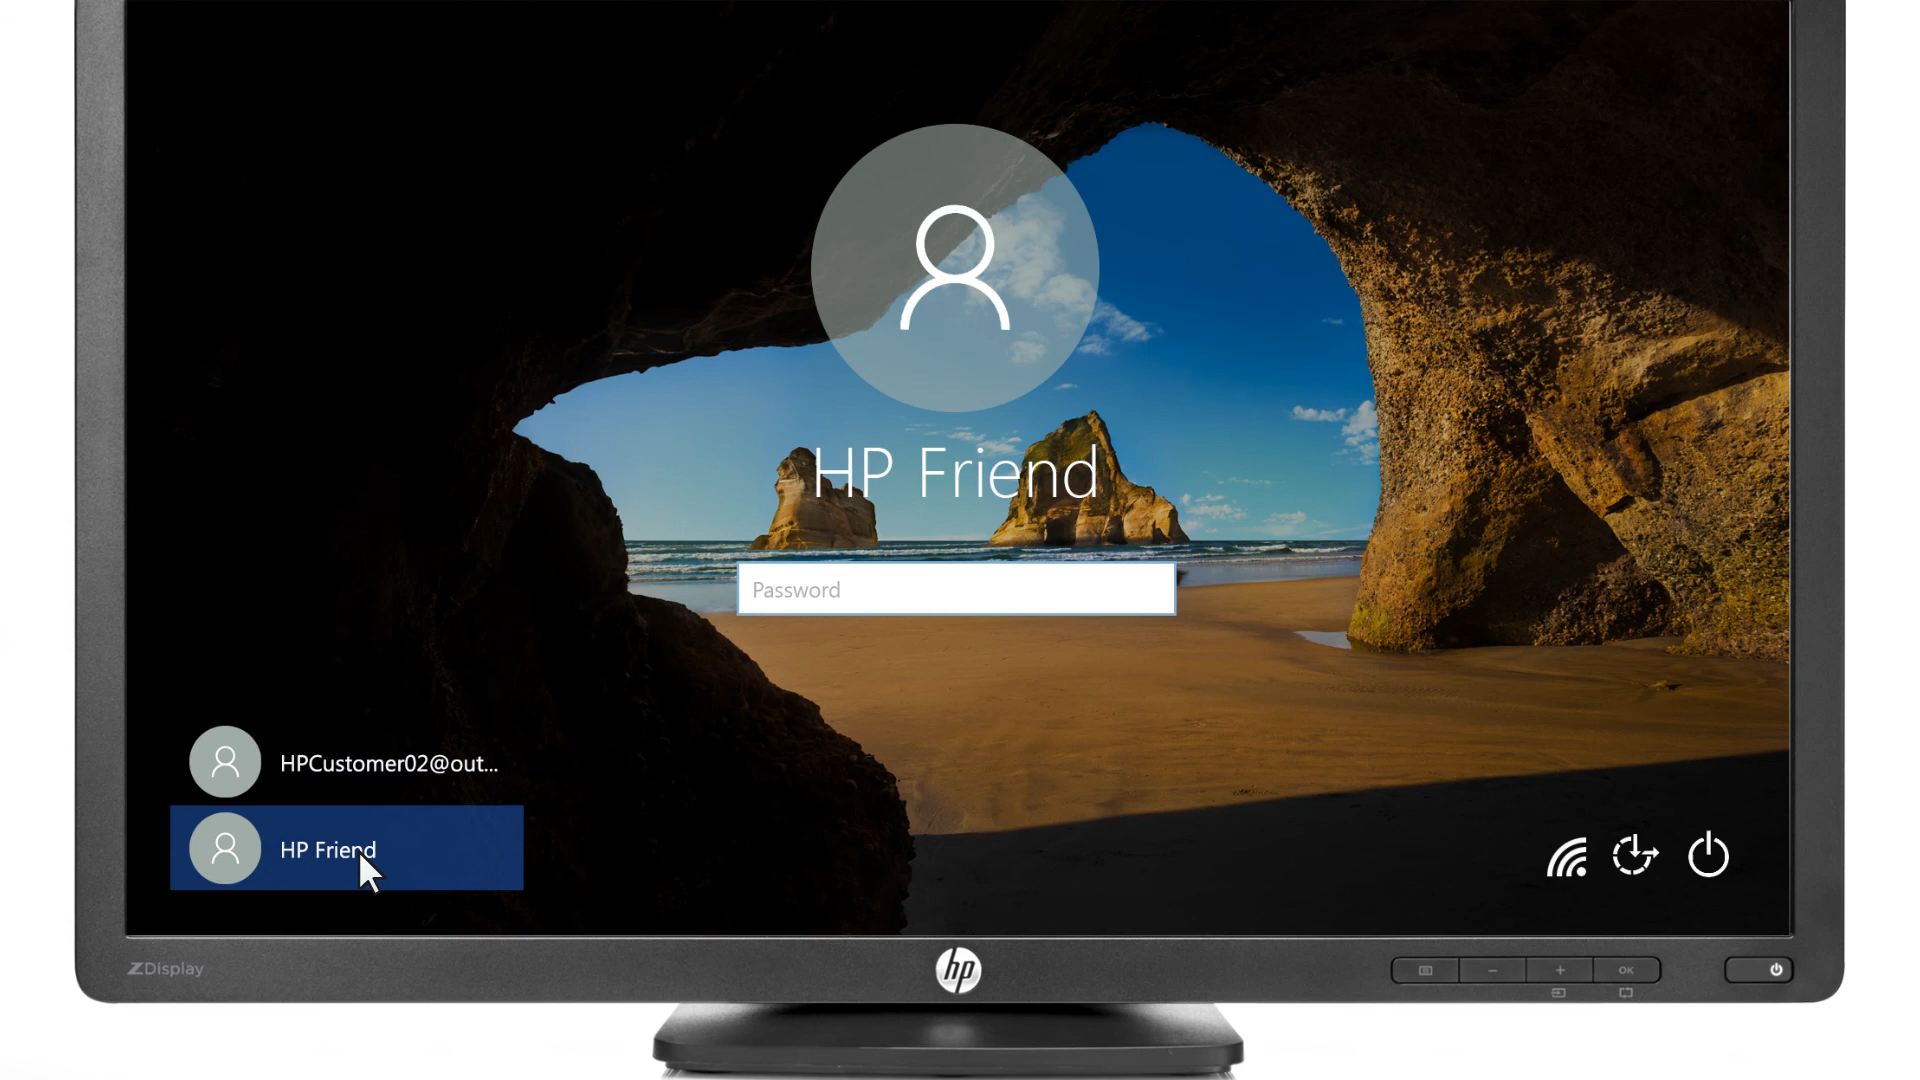 HP Friend
Password
HPCustomer02@out...
HP Friend
ZDisplay
hp
OK